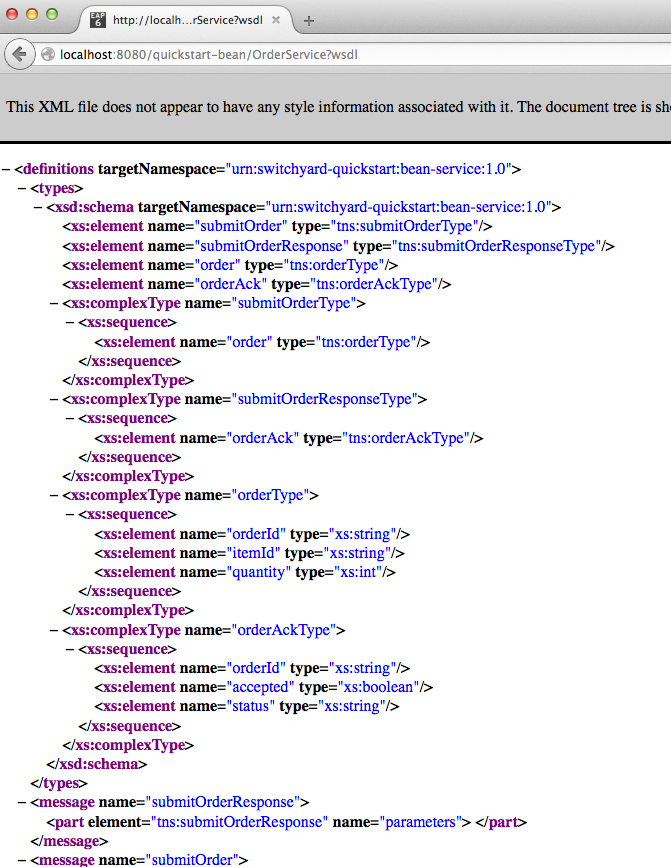 EAP
6
http://localh...rService?wsdl
localhost:8080/quickstart-bean/OrderService?wsdl
This XML file does not appear to have any style information associated with it. The document tree is sh
– <definitions targetNamespace="urn:switchyard-quickstart:bean-service:1.0">
– <types>
– <xsd:schema targetNamespace="urn:switchyard-quickstart:bean-service:1.0">
<xs:element name="submitOrder" type="tns:submitOrderType"/>
<xs:element name="submitOrderResponse" type="tns:submitOrderResponseType"/>
<xs:element name="order" type="tns:orderType"/>
<xs:element name="orderAck" type="tns:orderAckType"/>
– <xs:complexType name="submitOrderType">
– <xs:sequence>
<xs:element name="order" type="tns:orderType"/>
</xs:sequence>
</xs:complexType>
– <xs:complexType name="submitOrderResponseType">
– <xs:sequence>
<xs:element name="orderAck" type="tns:orderAckType"/>
</xs:sequence>
</xs:complexType>
– <xs:complexType name="orderType">
– <xs:sequence>
<xs:element name="orderId" type="xs:string"/>
<xs:element name="itemId" type="xs:string"/>
<xs:element name="quantity" type="xs:int"/>
</xs:sequence>
</xs:complexType>
– <xs:complexType name="orderAckType">
– <xs:sequence>
<xs:element name="orderId" type="xs:string"/>
<xs:element name="accepted" type="xs:boolean"/>
<xs:element name="status" type="xs:string"/>
</xs:sequence>
</xs:complexType>
</xsd:schema>
</types>
– <message name="submitOrderResponse">
<part element="tns:submitOrderResponse" name="parameters"> </part>
</message>
– <message name="submitOrder">